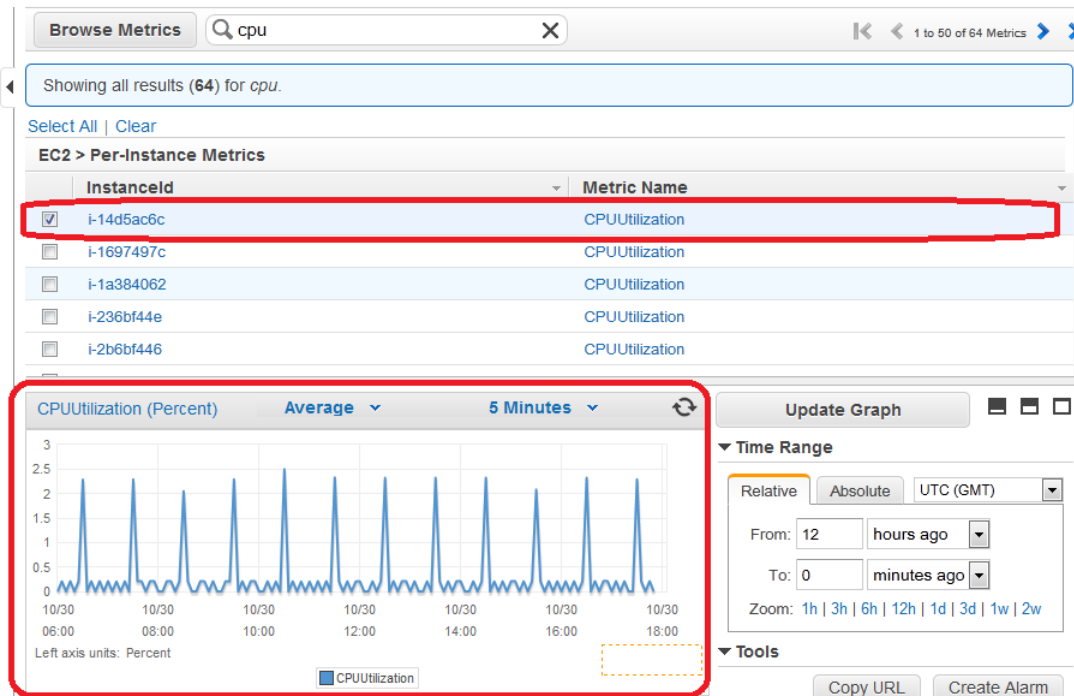 Browse Metrics cpu 1 to 50 of 64 Metrics
Showing all results (64) for cpu.
Select All | Clear
EC2 > Per-Instance Metrics
InstanceId Metric Name
i-14d5ac6c CPUUtilization
i-1697497c CPUUtilization
i-1a384062 CPUUtilization
i-236bf44e CPUUtilization
i-2b6bf446 CPUUtilization
CPUUtilization (Percent) Average 5 Minutes
Update Graph
Time Range
3
2.5
2
1.5
1
0.5
0
10/30 10/30 10/30 10/30 10/30 10/30 10/30
06:00 08:00 10:00 12:00 14:00 16:00 18:00
Left axis units: Percent
CPUUtilization
Relative Absolute UTC (GMT)
From: 12 hours ago
To: 0 minutes ago
Zoom: 1h | 3h | 6h | 12h | 1d | 3d | 1w | 2w
Tools
Copy URL Create Alarm